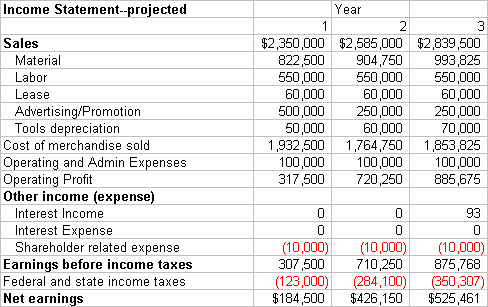 Income Statement--projected Year
1 2 3
Sales $2,350,000 $2,585,000 $2,839,500
Material 822,500 904,750 993,825
Labor 550,000 550,000 550,000
Lease 60,000 60,000 60,000
Advertising/Promotion 500,000 250,000 250,000
Tools depreciation 50,000 60,000 70,000
Cost of merchandise sold 1,932,500 1,764,750 1,853,825
Operating and Admin Expenses 100,000 100,000 100,000
Operating Profit 317,500 720,250 885,675
Other income (expense)
Interest Income 0 0 93
Interest Expense 0 0 0
Shareholder related expense (10,000) (10,000) (10,000)
Earnings before income taxes 307,500 710,250 875,768
Federal and state income taxes (123,000) (284,100) (350,307)
Net earnings $184,500 $426,150 $525,461